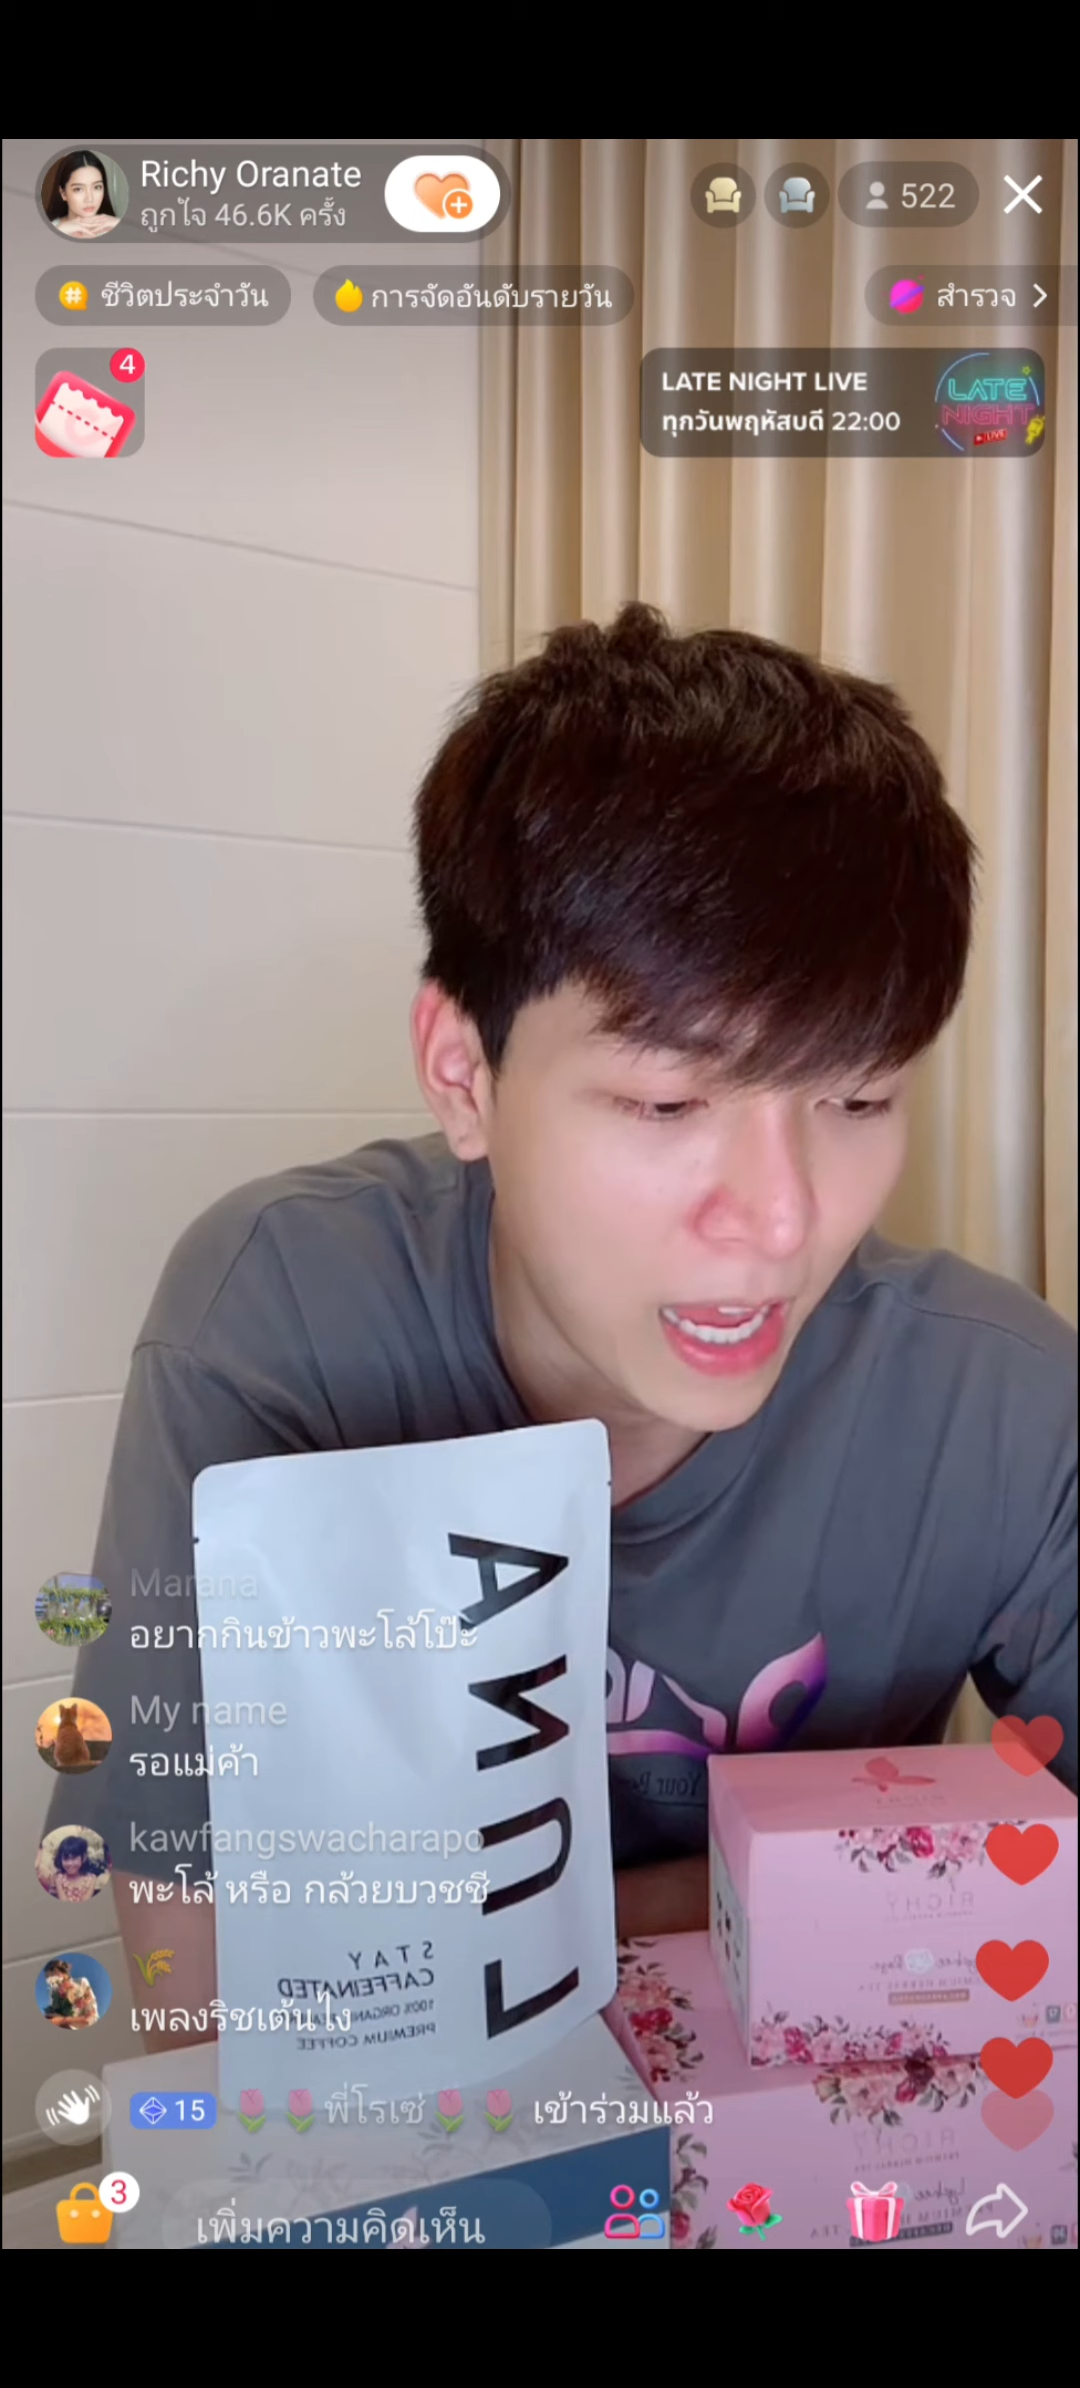 Richy Oranate
ถูกใจ 46.6K ครั้ง
522
ชีวิตประจำวัน
การจัดอันดับรายวัน
สำรวจ
4
LATE NIGHT LIVE
ทุกวันพฤหัสบดี 22:00
LATE
NIGHT
LIVE
LUNA
STAY
CAFFEINATED
100% ORGANIC
PREMIUM COFFEE
Your
RICHY
RICHY
Marana
อยากกินข้าวพะโล้โป๊ะ
My name
รอแม่ค้า
kawfangswacharapo
พะโล้ หรือ กล้วยบวชชี
เพลงริชเต้นไง
15 พี่โรเซ่ เข้าร่วมแล้ว
3
เพิ่มความคิดเห็น